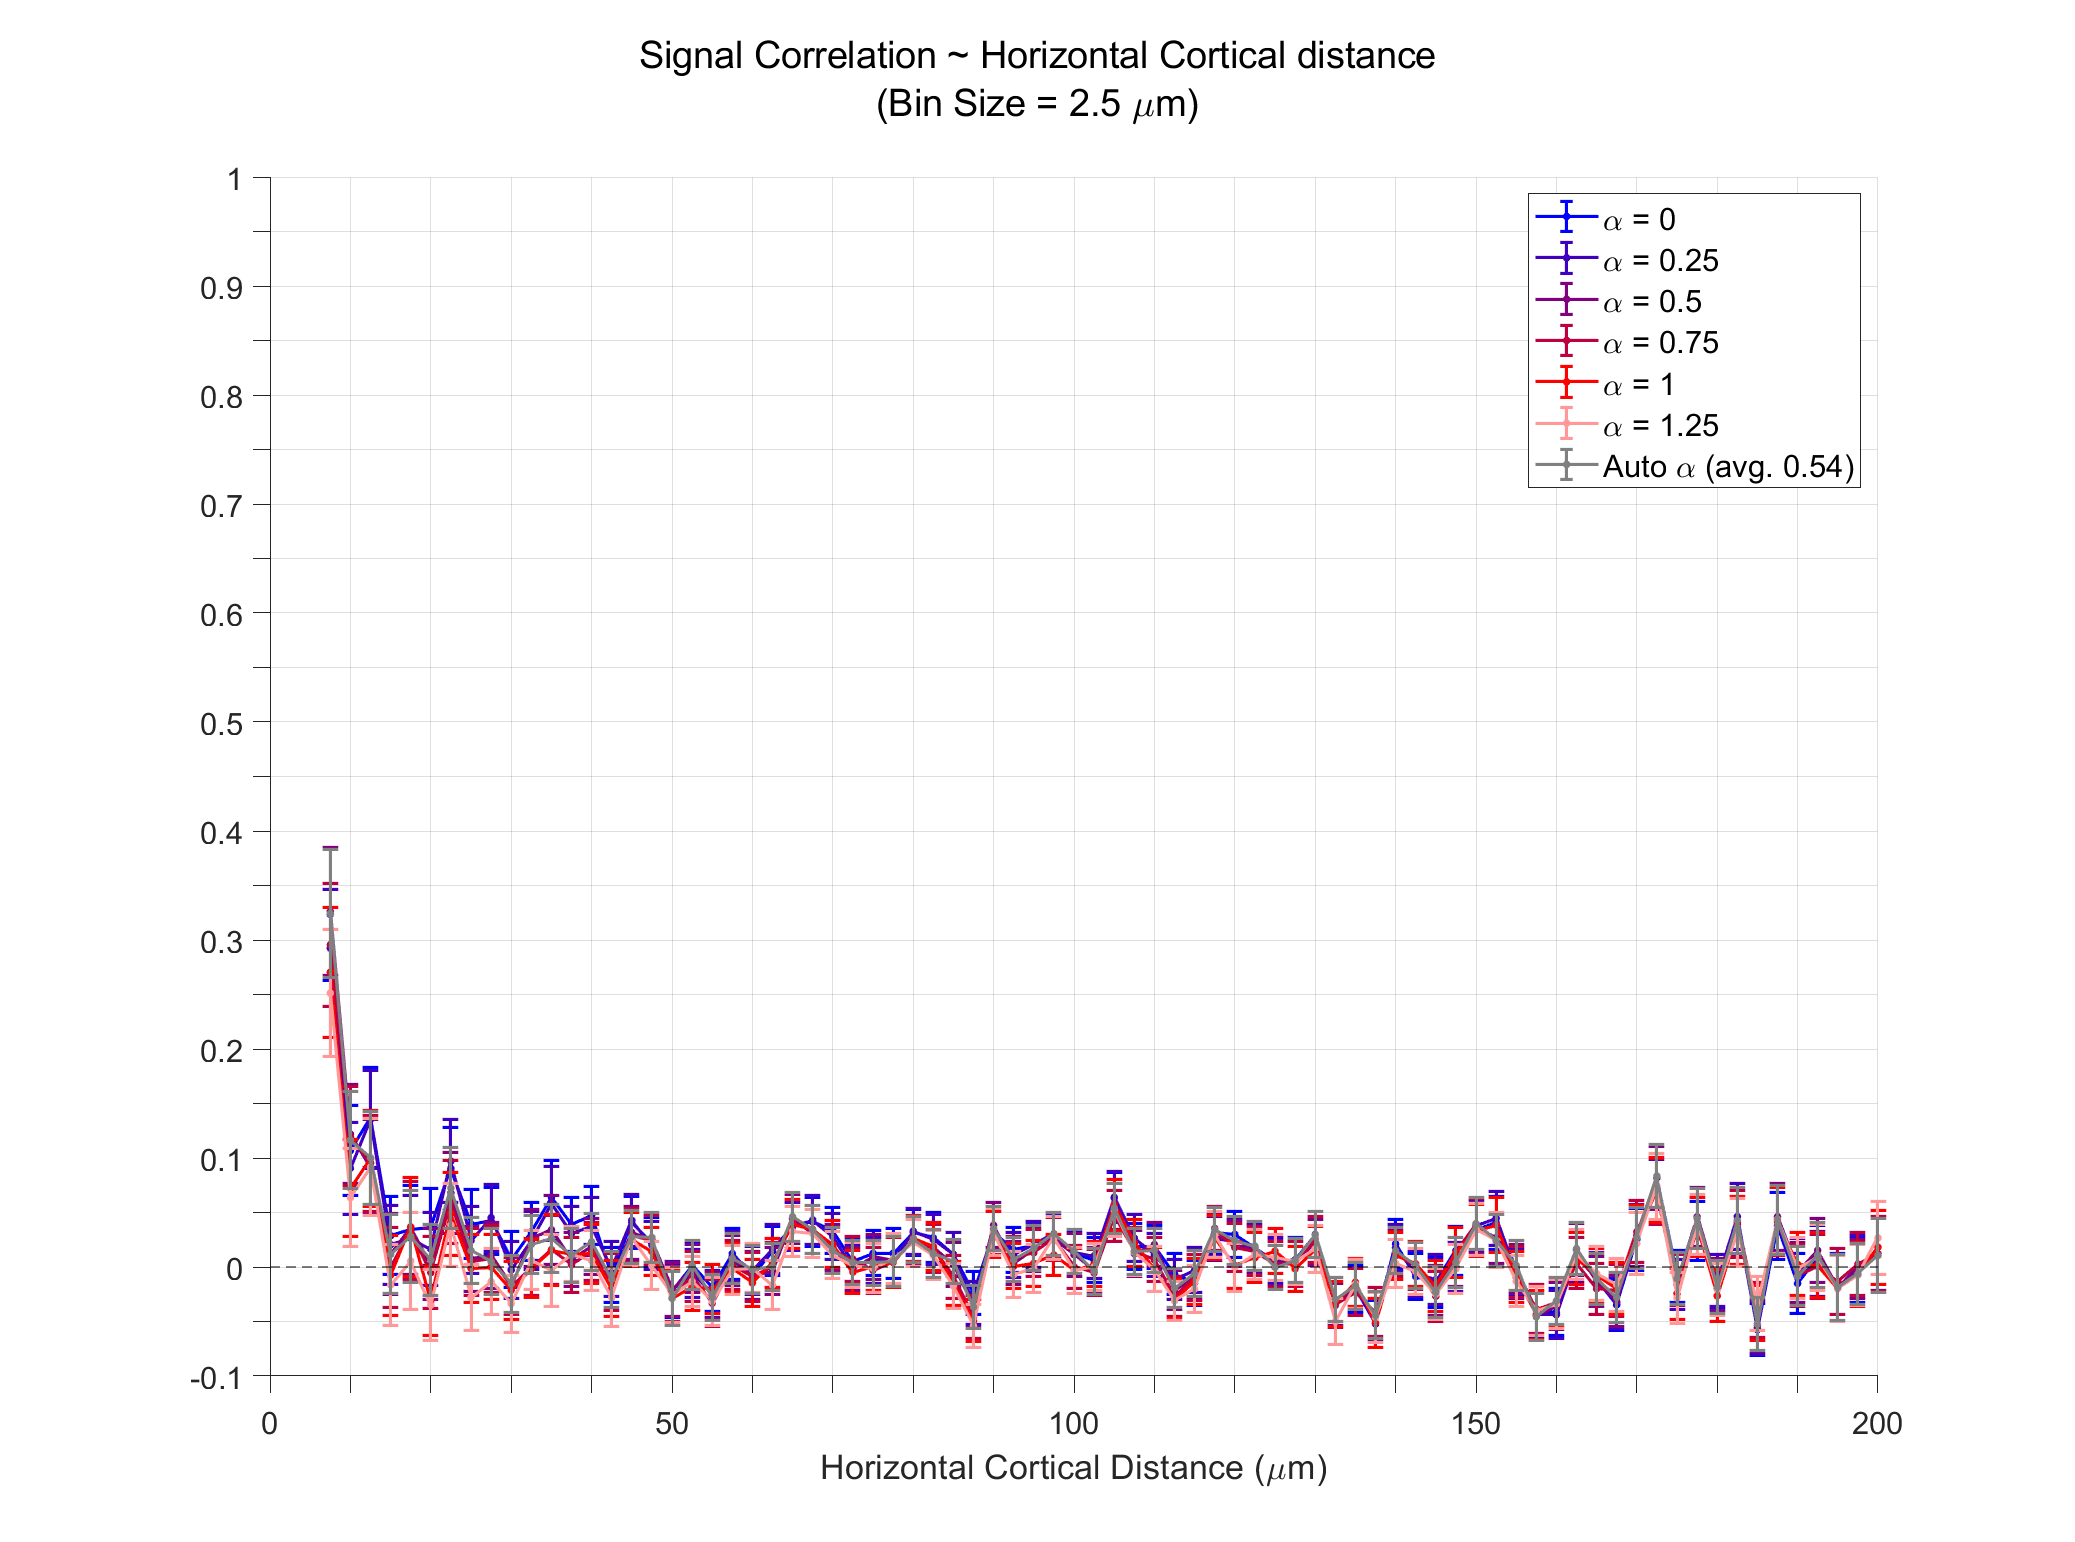 Signal Correlation ~ Horizontal Cortical distance
(Bin Size = 2.5 μm)
1
0.9
0.8
0.7
0.6
0.5
0.4
0.3
0.2
0.1
0
-0.1
α = 0
α = 0.25
α = 0.5
α = 0.75
α = 1
α = 1.25
Auto α (avg. 0.54)
0 50 100 150 200
Horizontal Cortical Distance (μm)